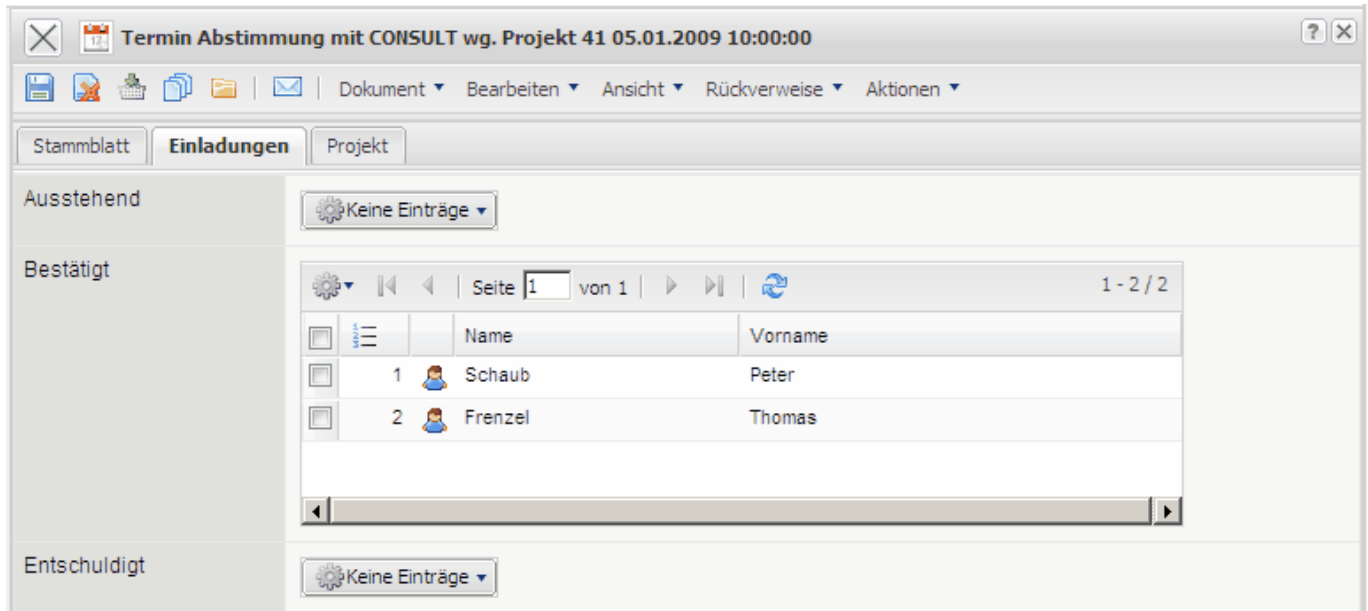 Termin Abstimmung mit CONSULT wg. Projekt 41 05.01.2009 10:00:00 ?
Dokument Bearbeiten Ansicht Rückverweise Aktionen
Stammblatt Einladungen Projekt
Ausstehend Keine Einträge
Bestätigt
Seite 1 von 1 1 - 2 / 2
Name Vorname
1 Schaub Peter
2 Frenzel Thomas
Entschuldigt Keine Einträge